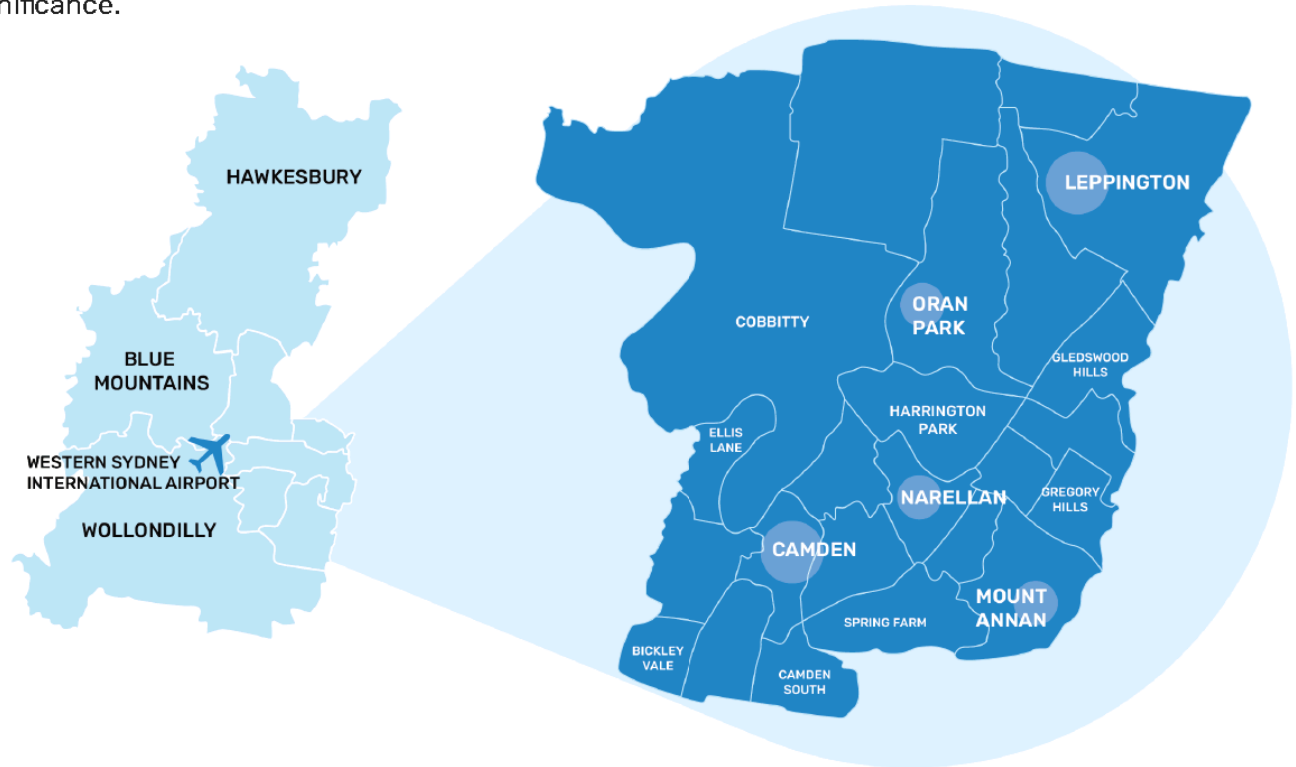 nificance.
HAWKESBURY
BLUE
MOUNTAINS
WESTERN SYDNEY
INTERNATIONAL AIRPORT
WOLLONDILLY
LEPPINGTON
ORAN
PARK
COBBITTY
GLEDSWOOD
HILLS
HARRINGTON
PARK
ELLIS
LANE
NARELLAN
GREGORY
HILLS
CAMDEN
MOUNT
ANNAN
SPRING FARM
BICKLEY
VALE
CAMDEN
SOUTH